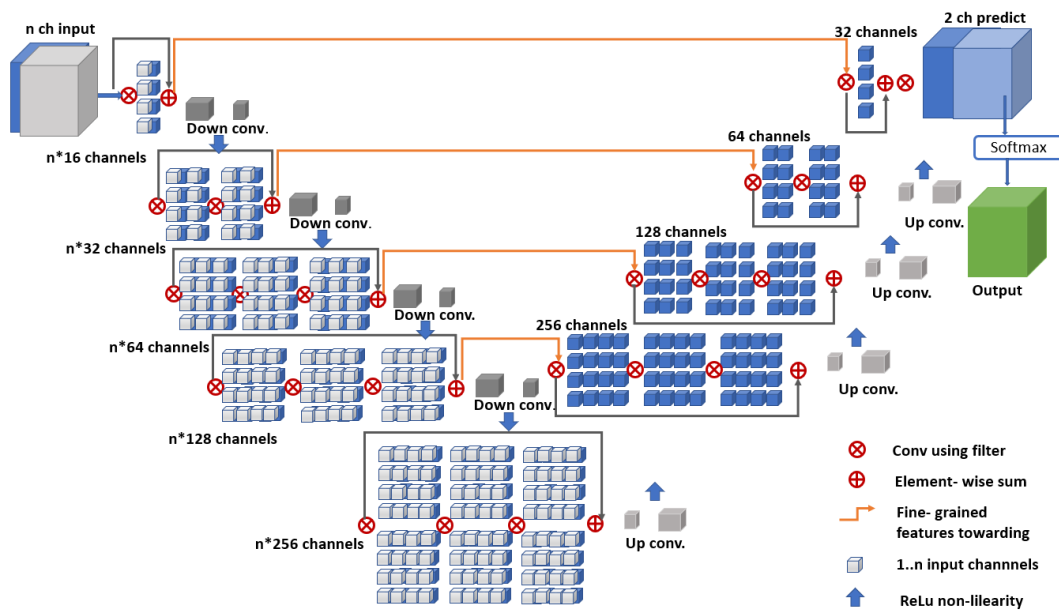 n ch input
32 channels
2 ch predict
Down conv.
64 channels
Softmax
n*16 channels
Down conv.
Up conv.
n*32 channels
128 channels
Up conv.
Output
Down conv.
n*64 channels
256 channels
Up conv.
Down conv.
n*128 channels
Conv using filter
Element- wise sum
Fine- grained
features towarding
n*256 channels
Up conv.
1..n input channnels
ReLu non-lilearity